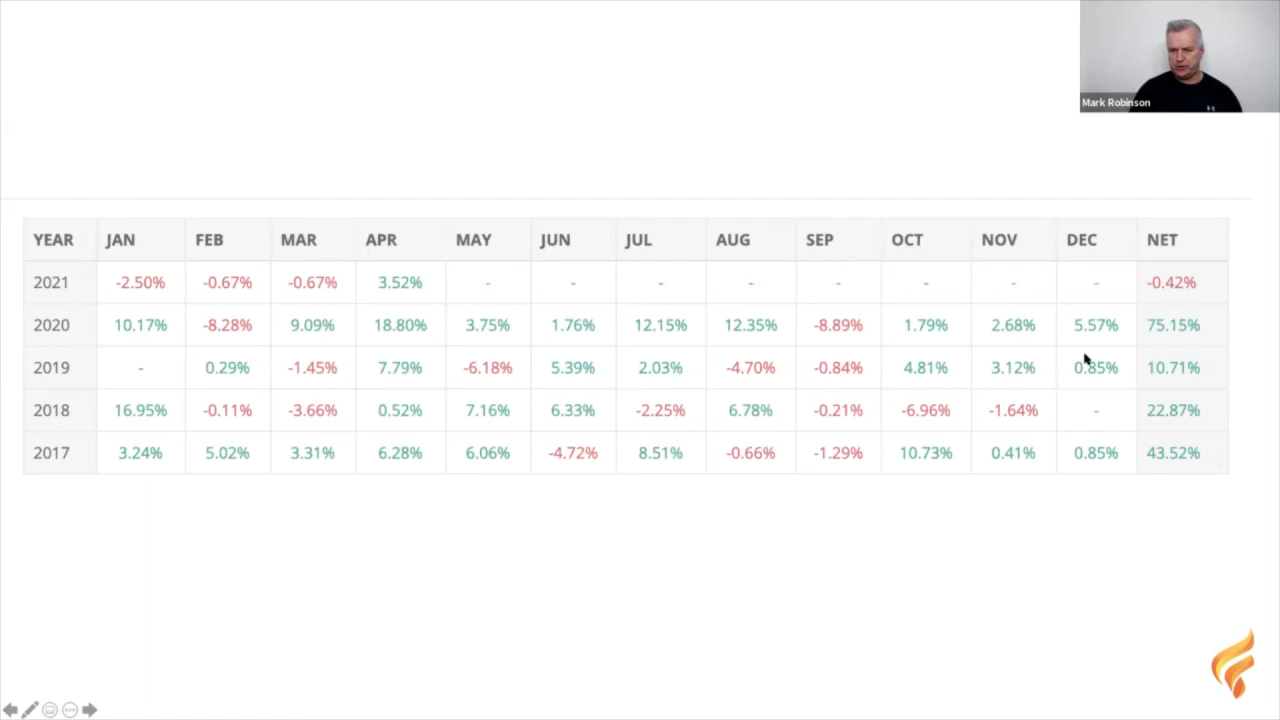 Mark Robinson
YEAR JAN FEB MAR APR MAY JUN JUL AUG SEP OCT NOV DEC NET
2021 -2.50% -0.67% -0.67% 3.52% - - - - - - - - -0.42%
2020 10.17% -8.28% 9.09% 18.80% 3.75% 1.76% 12.15% 12.35% -8.89% 1.79% 2.68% 5.57% 75.15%
2019 - 0.29% -1.45% 7.79% -6.18% 5.39% 2.03% -4.70% -0.84% 4.81% 3.12% 0.85% 10.71%
2018 16.95% -0.11% -3.66% 0.52% 7.16% 6.33% -2.25% 6.78% -0.21% -6.96% -1.64% - 22.87%
2017 3.24% 5.02% 3.31% 6.28% 6.06% -4.72% 8.51% -0.66% -1.29% 10.73% 0.41% 0.85% 43.52%